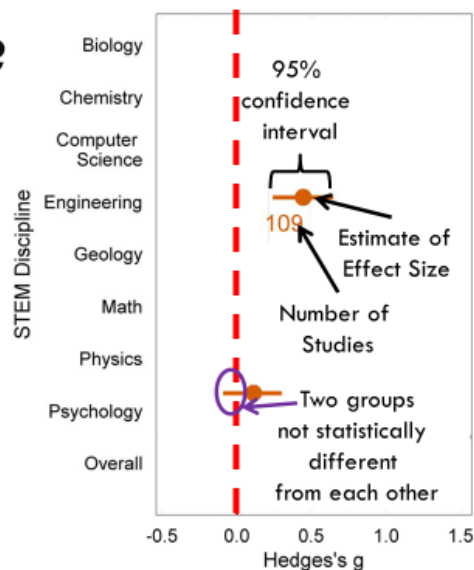 Biology
Chemistry
Computer
Science
Engineering
Geology
Math
Physics
Psychology
Overall
STEM Discipline
95%
confidence
interval
109
Estimate of
Effect Size
Number of
Studies
Two groups
not statistically
different
from each other
-0.5 0.0 0.5 1.0 1.5
Hedges's g